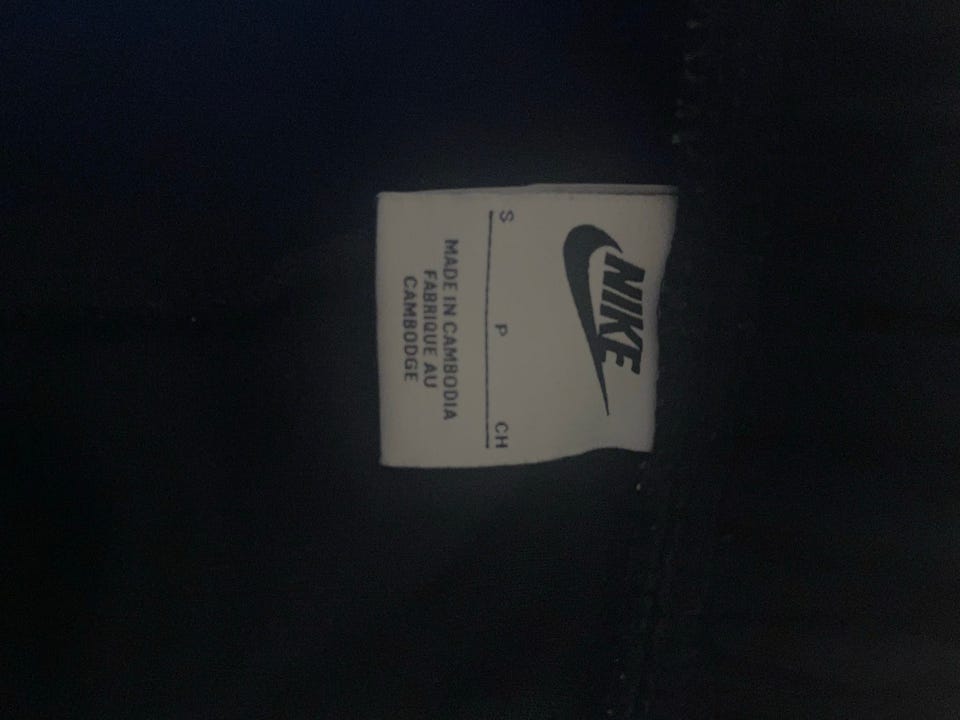 NIKE
S P CH
MADE IN CAMBODIA
FABRIQUE AU
CAMBODGE